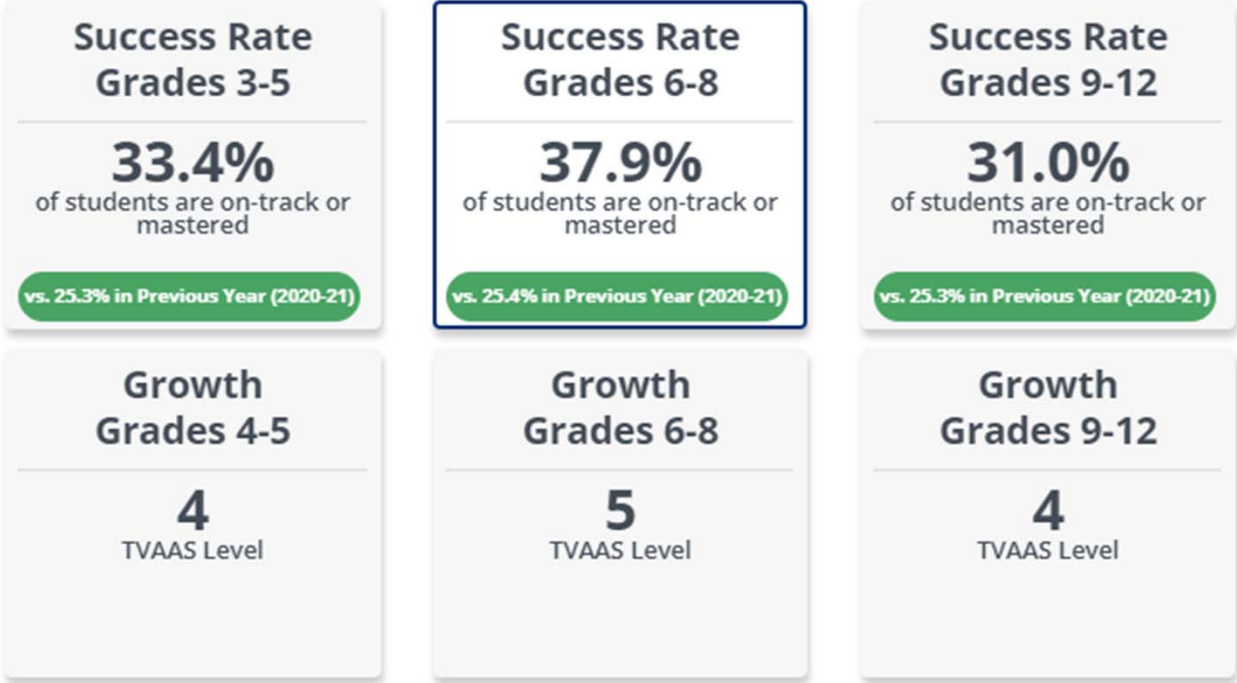 Success Rate
Grades 3-5
33.4%
of students are on-track or
mastered
vs. 25.3% in Previous Year (2020-21)
Success Rate
Grades 6-8
37.9%
of students are on-track or
mastered
vs. 25.4% in Previous Year (2020-21)
Success Rate
Grades 9-12
31.0%
of students are on-track or
mastered
vs. 25.3% in Previous Year (2020-21)
Growth
Grades 4-5
4
TVAAS Level
Growth
Grades 6-8
5
TVAAS Level
Growth
Grades 9-12
4
TVAAS Level